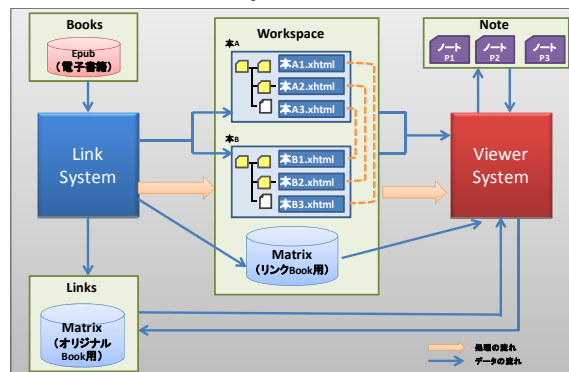 Books
Epub
(電子書籍)
Link
System
Links
Matrix
(オリジナル
Book用)
Workspace
本A
本A1.xhtml
本A2.xhtml
本A3.xhtml
本B
本B1.xhtml
本B2.xhtml
本B3.xhtml
Matrix
(リンクBook用)
Note
ノート
P1
ノート
P2
ノート
P3
Viewer
System
処理の流れ
データの流れ